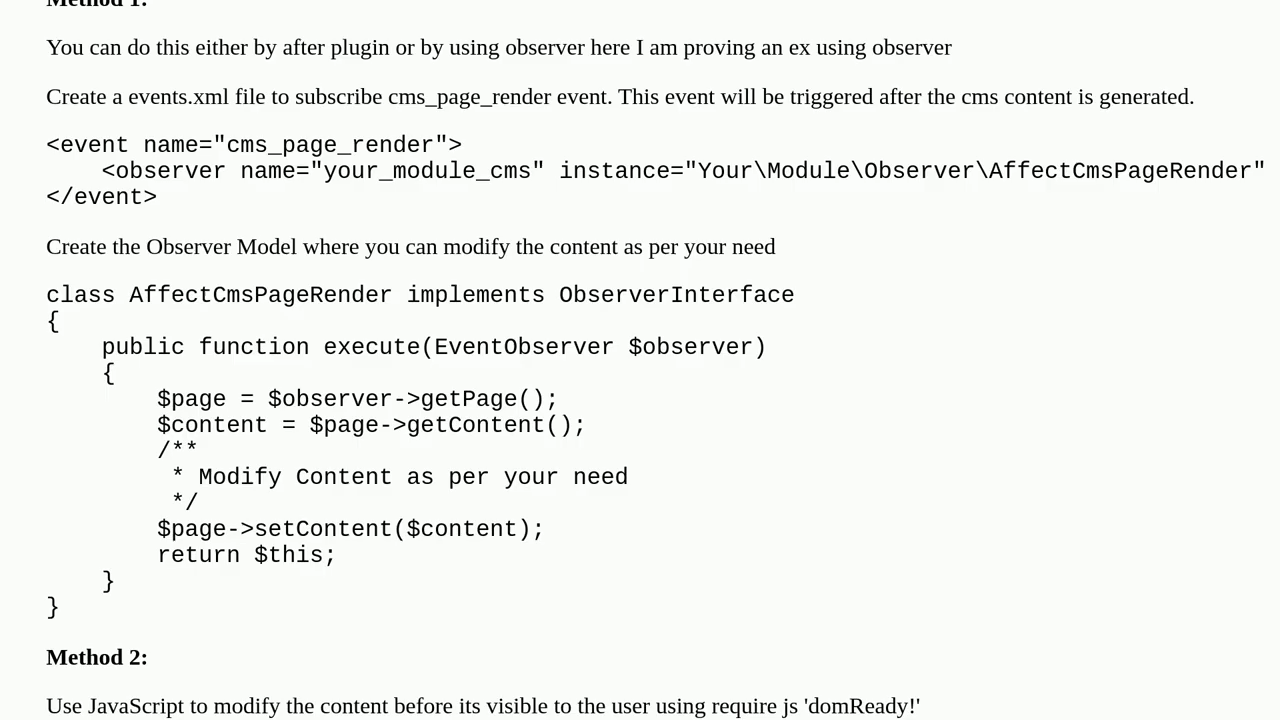 Method 1:
You can do this either by after plugin or by using observer here I am proving an ex using observer
Create a events.xml file to subscribe cms_page_render event. This event will be triggered after the cms content is generated.
<event name="cms_page_render">
    <observer name="your_module_cms" instance="Your\Module\Observer\AffectCmsPageRender"
</event>
Create the Observer Model where you can modify the content as per your need
class AffectCmsPageRender implements ObserverInterface
{
    public function execute(EventObserver $observer)
    {
        $page = $observer->getPage();
        $content = $page->getContent();
        /**
         * Modify Content as per your need
         */
        $page->setContent($content);
        return $this;
    }
}
Method 2:
Use JavaScript to modify the content before its visible to the user using require js 'domReady!'